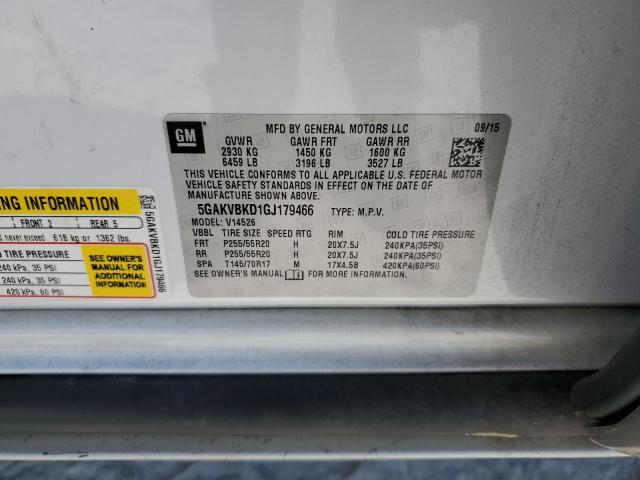 GM
MFD BY GENERAL MOTORS LLC 09/15
GVWR GAWR FRT GAWR RR
2930 KG 1450 KG 1600 KG
6459 LB 3196 LB 3527 LB
THIS VEHICLE CONFORMS TO ALL APPLICABLE U.S. FEDERAL MOTOR
VEHICLE SAFETY STANDARDS IN EFFECT ON THE DATE OF
MANUFACTURE SHOWN ABOVE.
5GAKVBKD1GJ179466 TYPE: M.P.V.
MODEL: V14526
VBBL TIRE SIZE SPEED RTG RIM COLD TIRE PRESSURE
FRT P255/55R20 H 20X7.5J 240KPA(35PSI)
RR P255/55R20 H 20X7.5J 240KPA(35PSI)
SPA T145/70R17 M 17X4.5B 420KPA(60PSI)
SEE OWNER'S MANUAL FOR ADDITIONAL INFORMATION.
ING INFORMATION
FRONT 2 REAR 5
never exceed 618 kg or 1362 lbs.
TIRE PRESSURE
240 kPa, 35 PSI
240 kPa, 35 PSI
420 kPa, 60 PSI
SEE OWNER'S
MANUAL FOR
ADDITIONAL
INFORMATION
5GAKVBKD1GJ179466